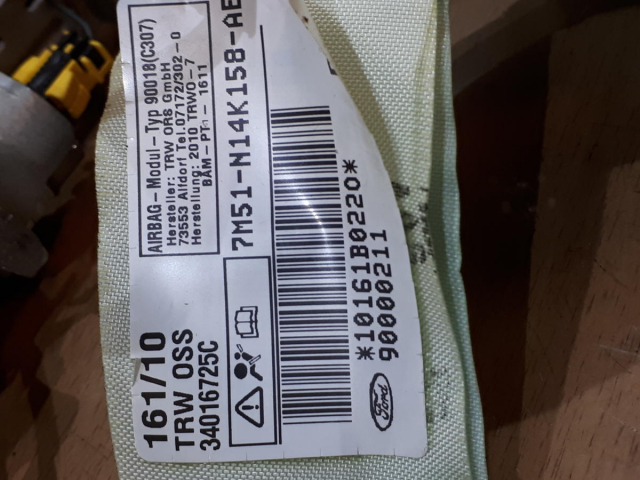 AIRBAG-Modul-Typ 90018(C307)
Hersteller: TRW ORS GmbH
73553 Alfdorf Tel.07172/302-0
Herstellung: 2010 TRWO-7
BAM-PT1-1611
7M51-N14K158-AE
161/10
TRW OSS
34016725C
*10161B0220*
90000211
Ford